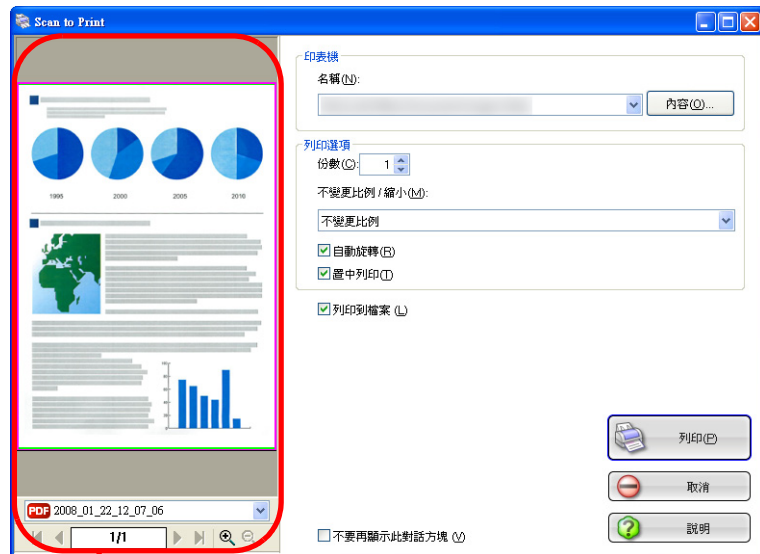 Scan to Print
1995 2000 2005 2010
PDF 2008_01_22_12_07_06
1/1
印表機
名稱(N):
內容(O)...
列印選項
份數(C): 1
不變更比例 / 縮小(M):
不變更比例
自動旋轉(R)
置中列印(T)
列印到檔案 (L)
列印(P)
取消
不要再顯示此對話方塊 (V)
說明